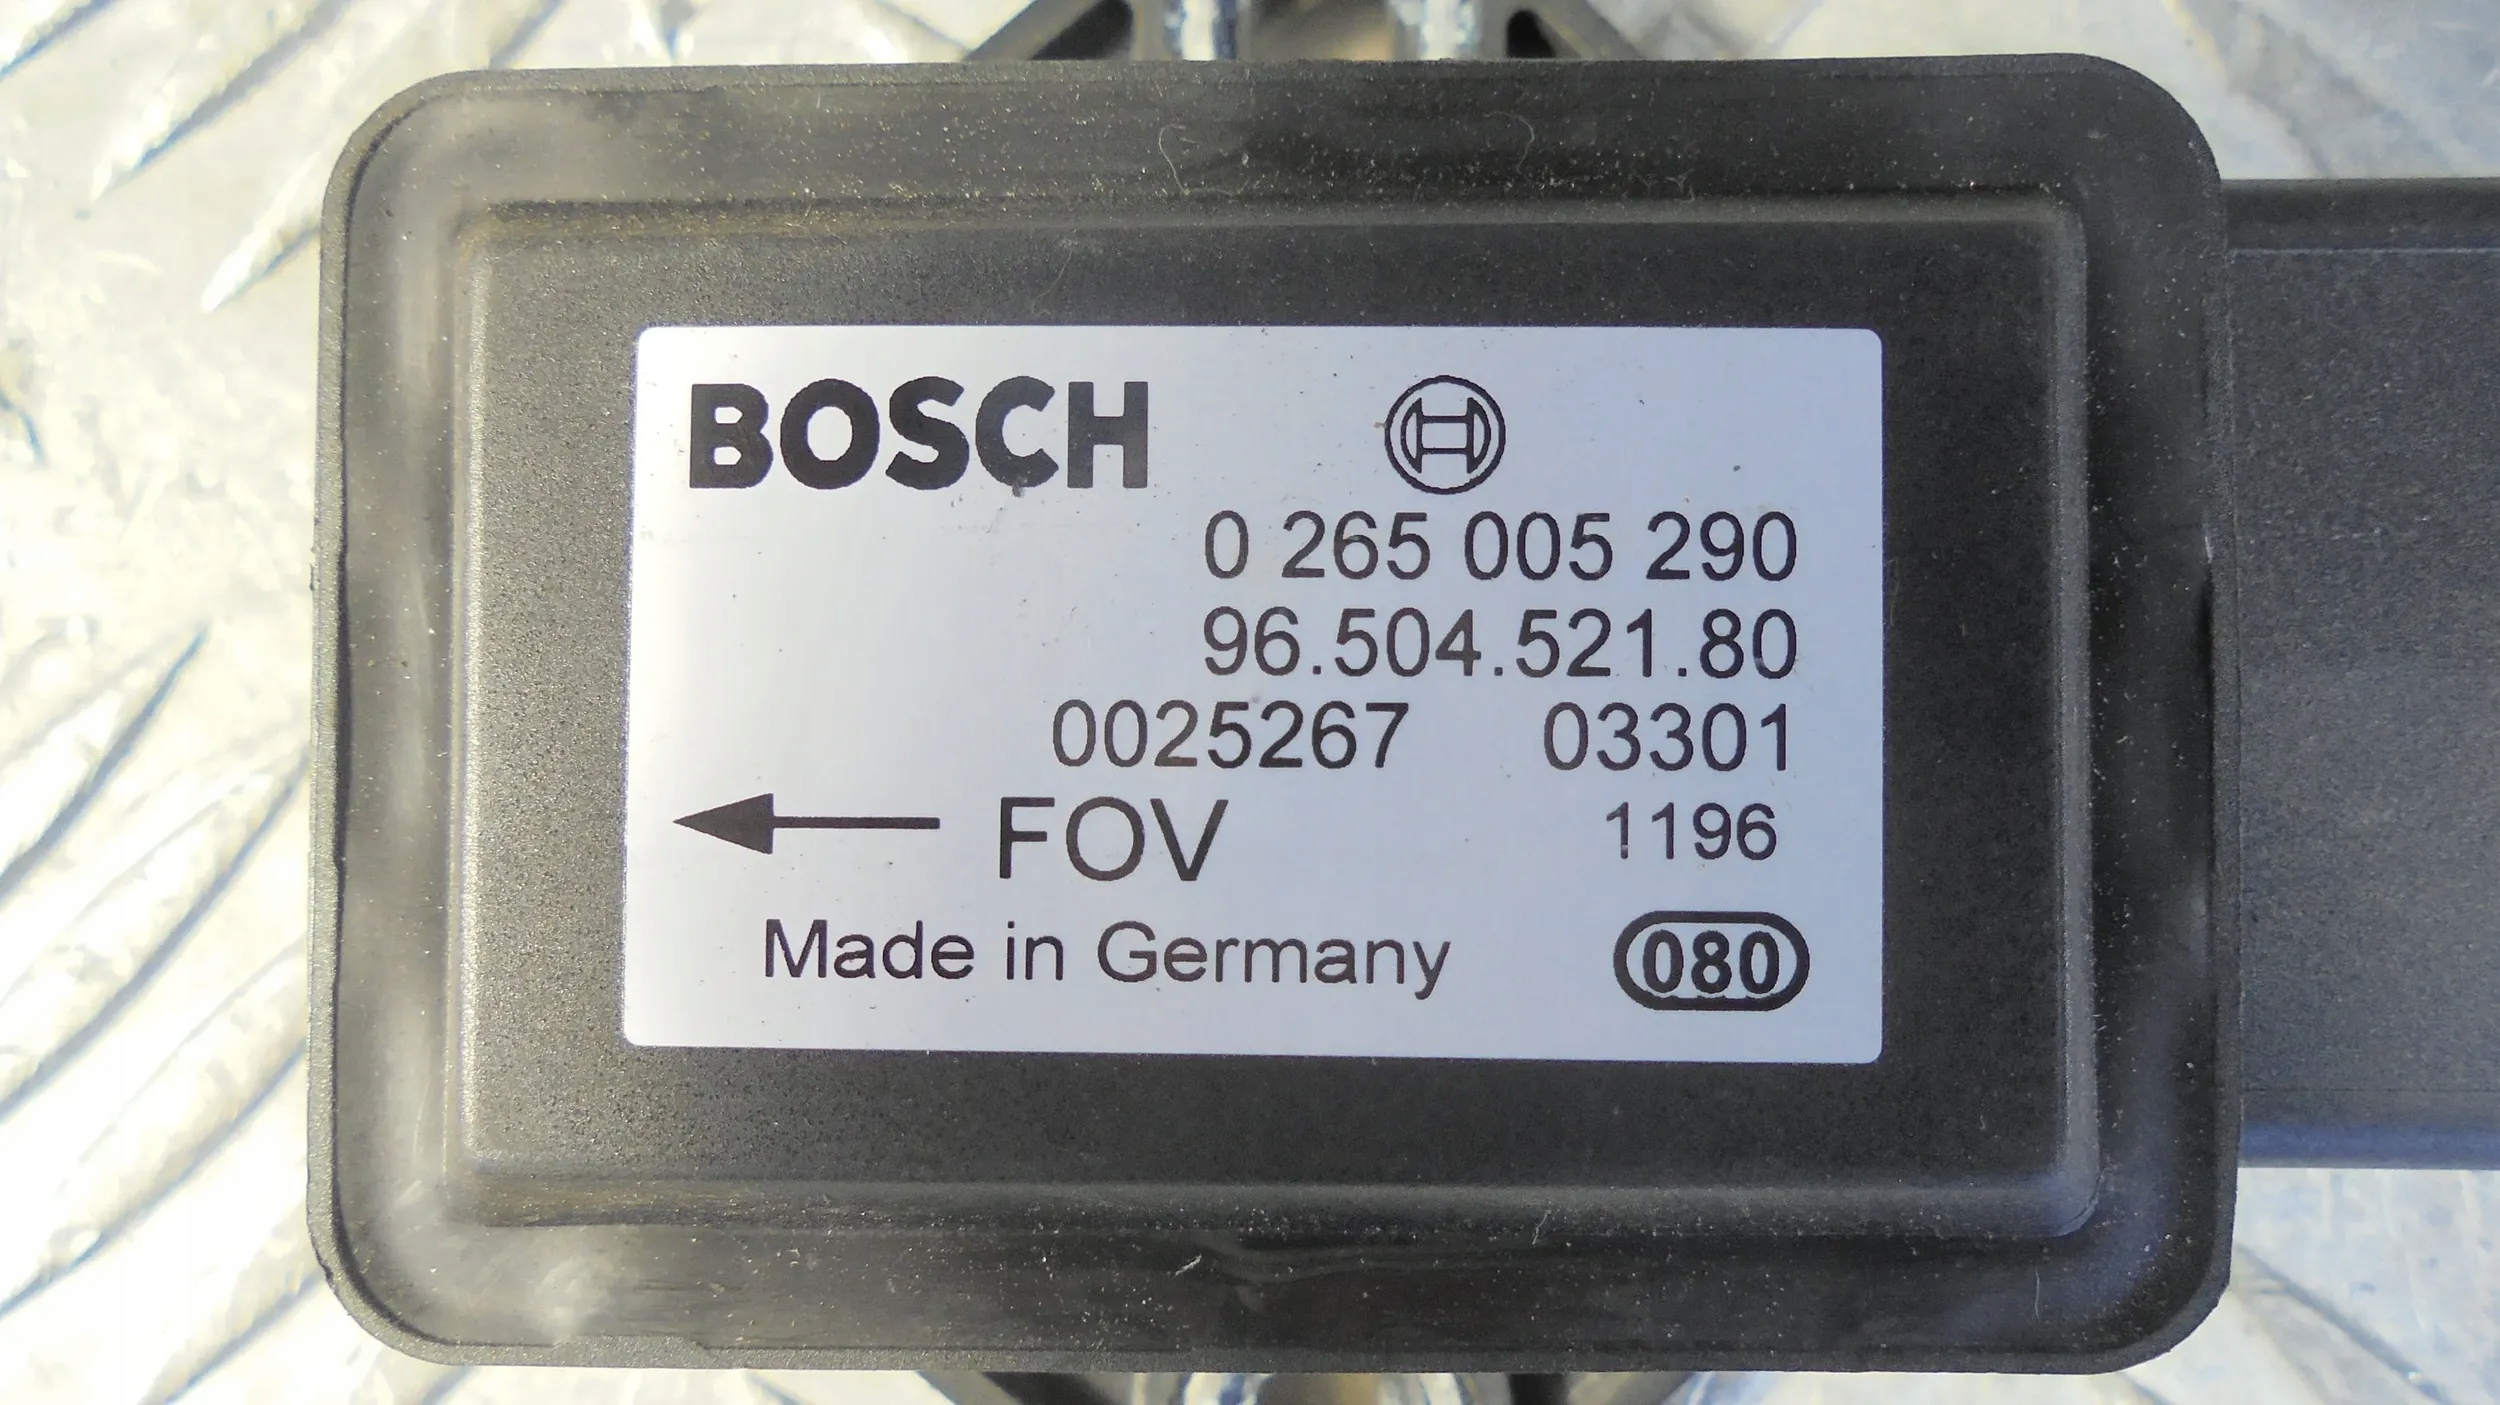 BOSCH
0 265 005 290
96.504.521.80
0025267 03301
FOV 1196
Made in Germany 080